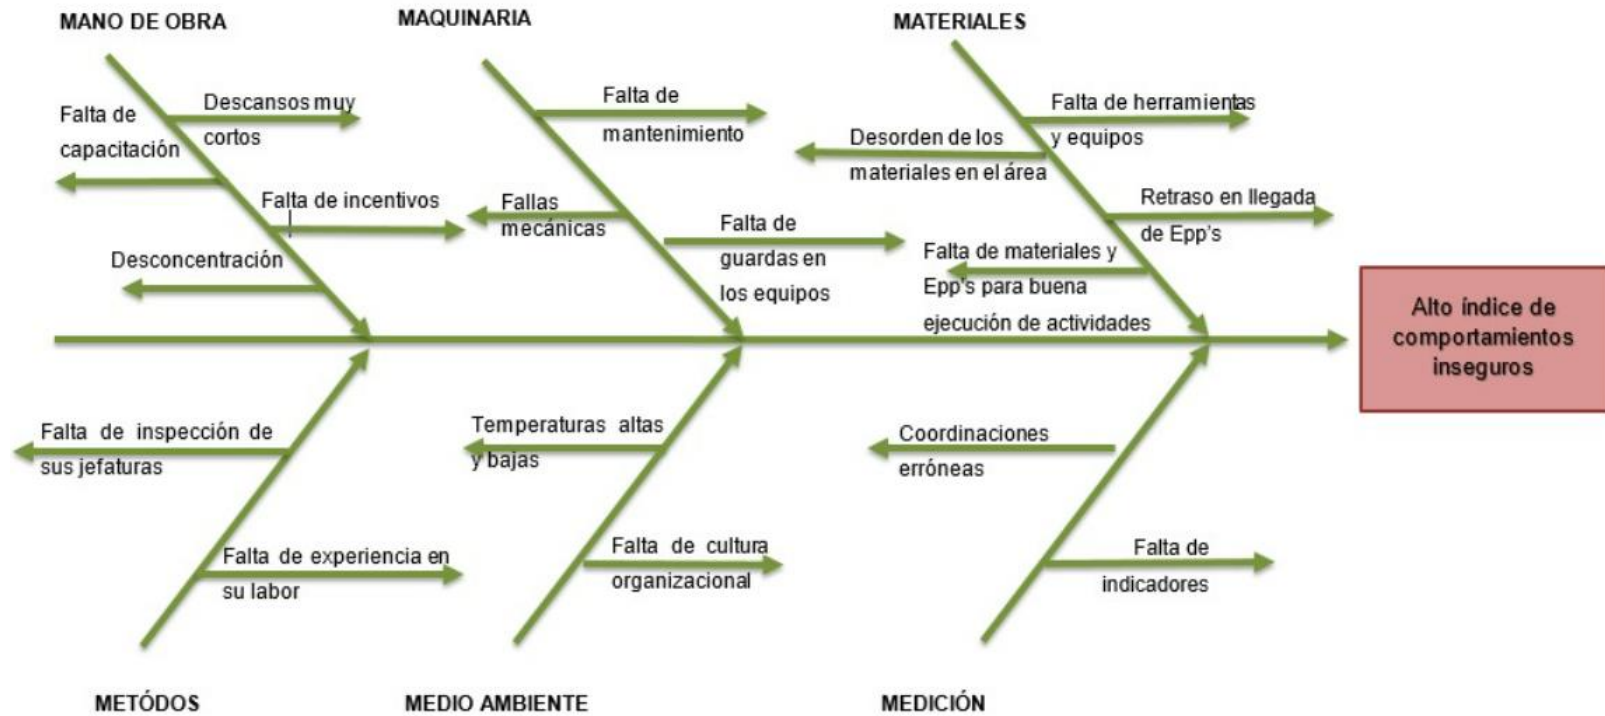 MANO DE OBRA
MAQUINARIA
MATERIALES
Descansos muy
cortos
Falta de
capacitación
Falta de incentivos
Desconcentración
Falta de
mantenimiento
Fallas
mecánicas
Falta de
guardas en
los equipos
Falta de herramientas
y equipos
Desorden de los
materiales en el área
Retraso en llegada
de Epp's
Falta de materiales y
Epp's para buena
ejecución de actividades
Alto índice de
comportamientos
inseguros
Falta de inspección de
sus jefaturas
Falta de experiencia en
su labor
Temperaturas altas
y bajas
Falta de cultura
organizacional
Coordinaciones
erróneas
Falta de
indicadores
METÓDOS
MEDIO AMBIENTE
MEDICIÓN